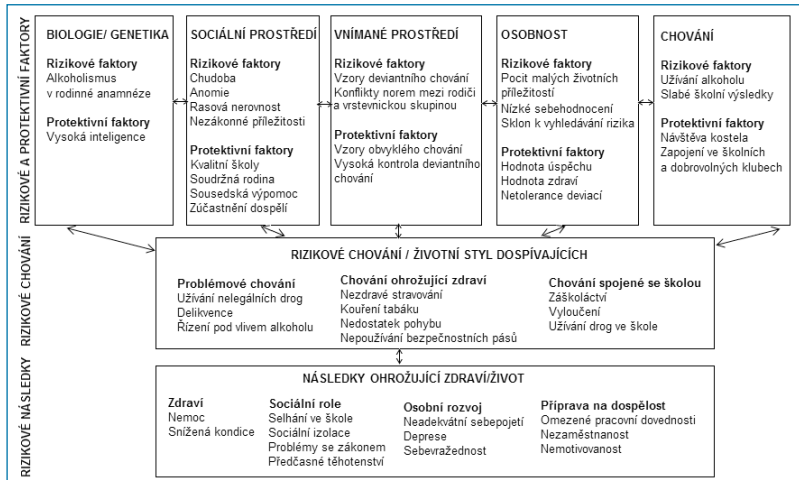 RIZIKOVÉ A PROTEKTIVNÍ FAKTORY
BIOLOGIE/ GENETIKA
Rizikové faktory
Alkoholismus
v rodinné anamnéze
Protektivní faktory
Vysoká inteligence
SOCIÁLNÍ PROSTŘEDÍ
Rizikové faktory
Chudoba
Anomie
Rasová nerovnost
Nezákonné příležitosti
Protektivní faktory
Kvalitní školy
Soudržná rodina
Sousedská výpomoc
Zúčastnění dospělí
VNÍMANÉ PROSTŘEDÍ
Rizikové faktory
Vzory deviantního chování
Konflikty norem mezi rodiči
a vrstevnickou skupinou
Protektivní faktory
Vzory obvyklého chování
Vysoká kontrola deviantního
chování
OSOBNOST
Rizikové faktory
Pocit malých životních
příležitostí
Nízké sebehodnocení
Sklon k vyhledávání rizika
Protektivní faktory
Hodnota úspěchu
Hodnota zdraví
Netolerance deviací
CHOVÁNÍ
Rizikové faktory
Užívání alkoholu
Slabé školní výsledky
Protektivní faktory
Návštěva kostela
Zapojení ve školních
a dobrovolných klubech
RIZIKOVÉ CHOVÁNÍ
RIZIKOVÉ CHOVÁNÍ / ŽIVOTNÍ STYL DOSPÍVAJÍCÍCH
Problémové chování
Užívání nelegálních drog
Delikvence
Řízení pod vlivem alkoholu
Chování ohrožující zdraví
Nezdravé stravování
Kouření tabáku
Nedostatek pohybu
Nepoužívání bezpečnostních pásů
Chování spojené se školou
Záškoláctví
Vyloučení
Užívání drog ve škole
RIZIKOVÉ NÁSLEDKY
NÁSLEDKY OHROŽUJÍCÍ ZDRAVÍ/ŽIVOT
Zdraví
Nemoc
Snížená kondice
Sociální role
Selhání ve škole
Sociální izolace
Problémy se zákonem
Předčasné těhotenství
Osobní rozvoj
Neadekvátní sebepojetí
Deprese
Sebevražednost
Příprava na dospělost
Omezené pracovní dovednosti
Nezaměstnanost
Nemotivovanost